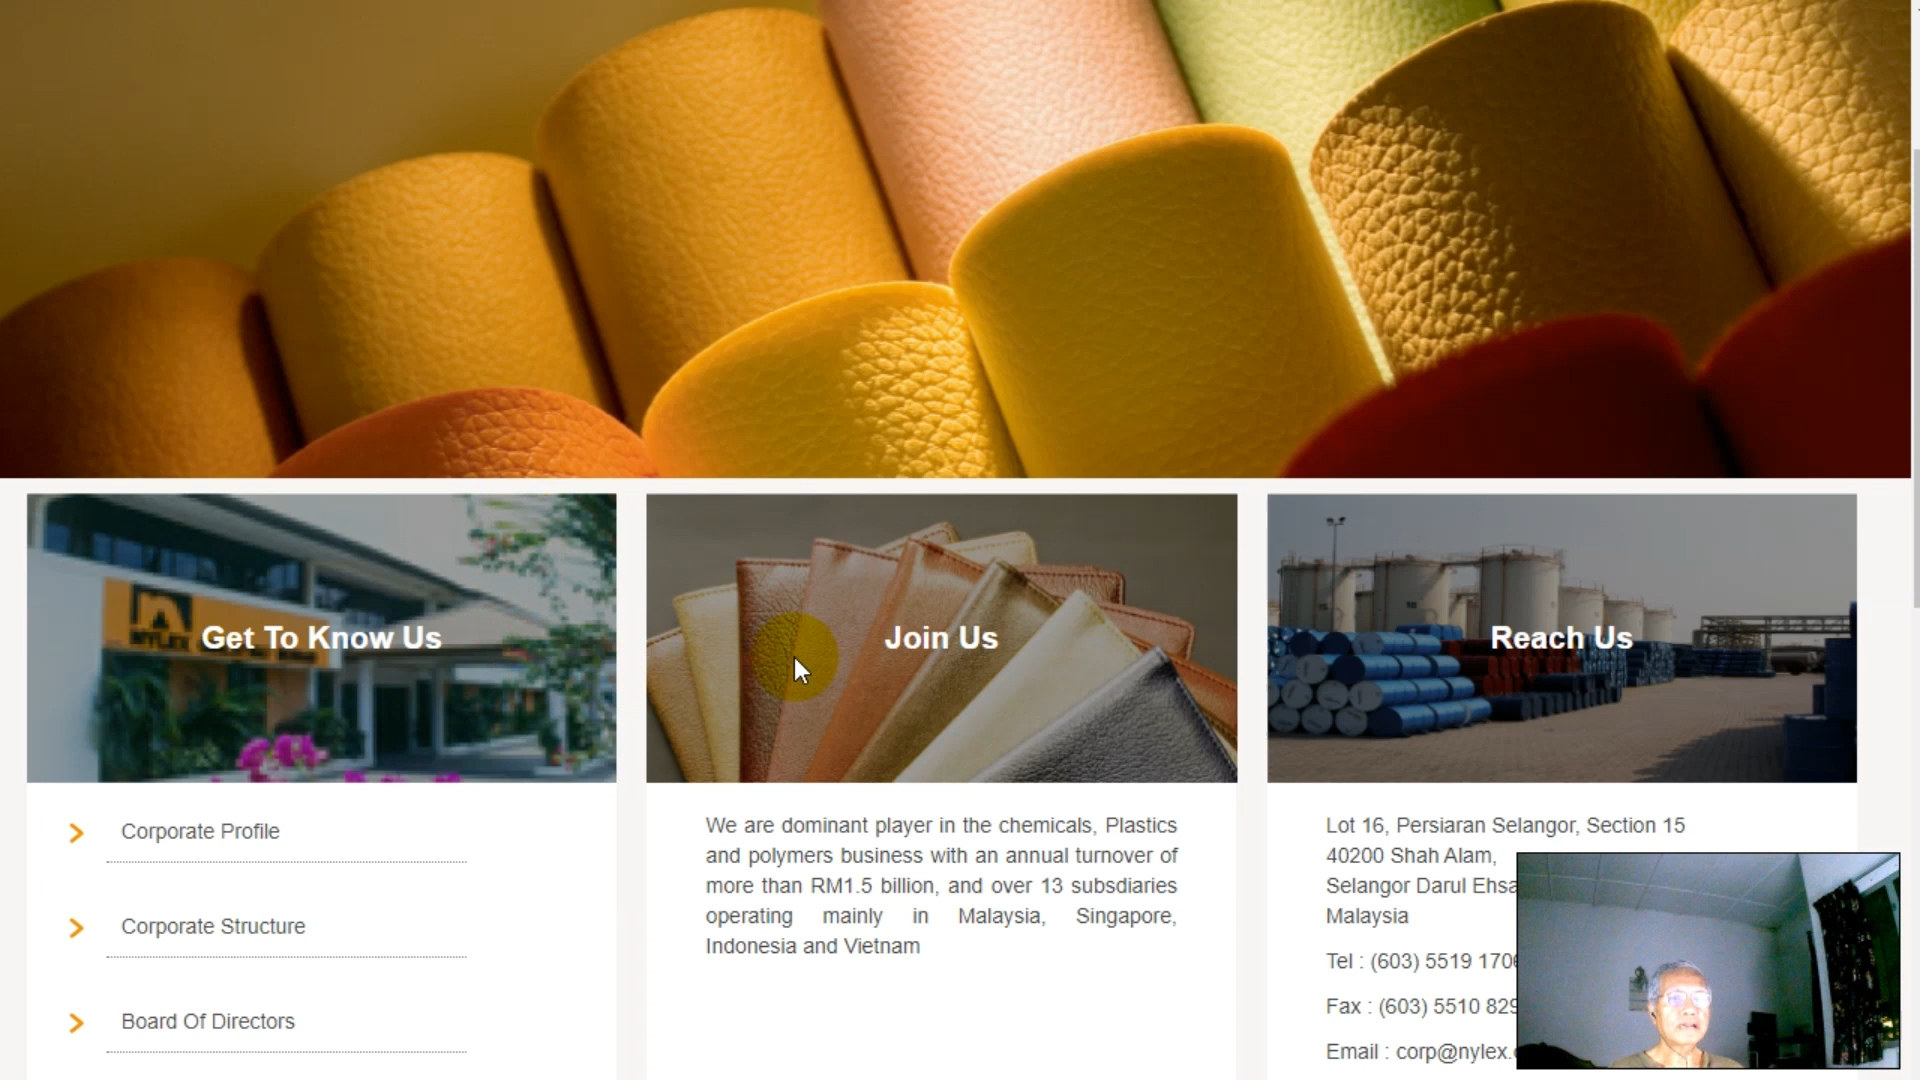 NYLEX
Get To Know Us
Corporate Profile
Corporate Structure
Board Of Directors
Join Us
We are dominant player in the chemicals, Plastics
and polymers business with an annual turnover of
more than RM1.5 billion, and over 13 subsdiaries
operating mainly in Malaysia, Singapore,
Indonesia and Vietnam
Reach Us
Lot 16, Persiaran Selangor, Section 15
40200 Shah Alam,
Selangor Darul
Malaysia
Tel : (603) 5519
Fax : (603) 5510
Email :